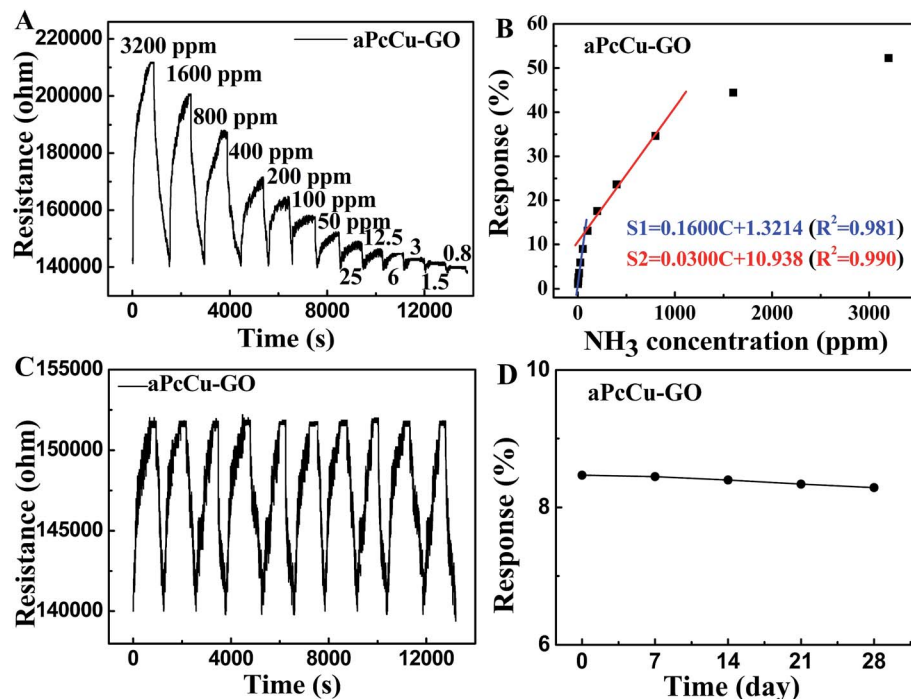 A
aPcCu-GO
3200 ppm
1600 ppm
800 ppm
400 ppm
200 ppm
100 ppm
50 ppm
25
12.5
6
3
1.5
0.8
220000
200000
180000
160000
140000
Resistance (ohm)
0 4000 8000 12000
Time (s)
B
aPcCu-GO
60
50
40
30
20
10
0
Response (%)
S1=0.1600C+1.3214 (R²=0.981)
S2=0.0300C+10.938 (R²=0.990)
0 1000 2000 3000
NH₃ concentration (ppm)
C
aPcCu-GO
155000
150000
145000
140000
Resistance (ohm)
0 4000 8000 12000
Time (s)
D
aPcCu-GO
10
8
6
Response (%)
0 7 14 21 28
Time (day)